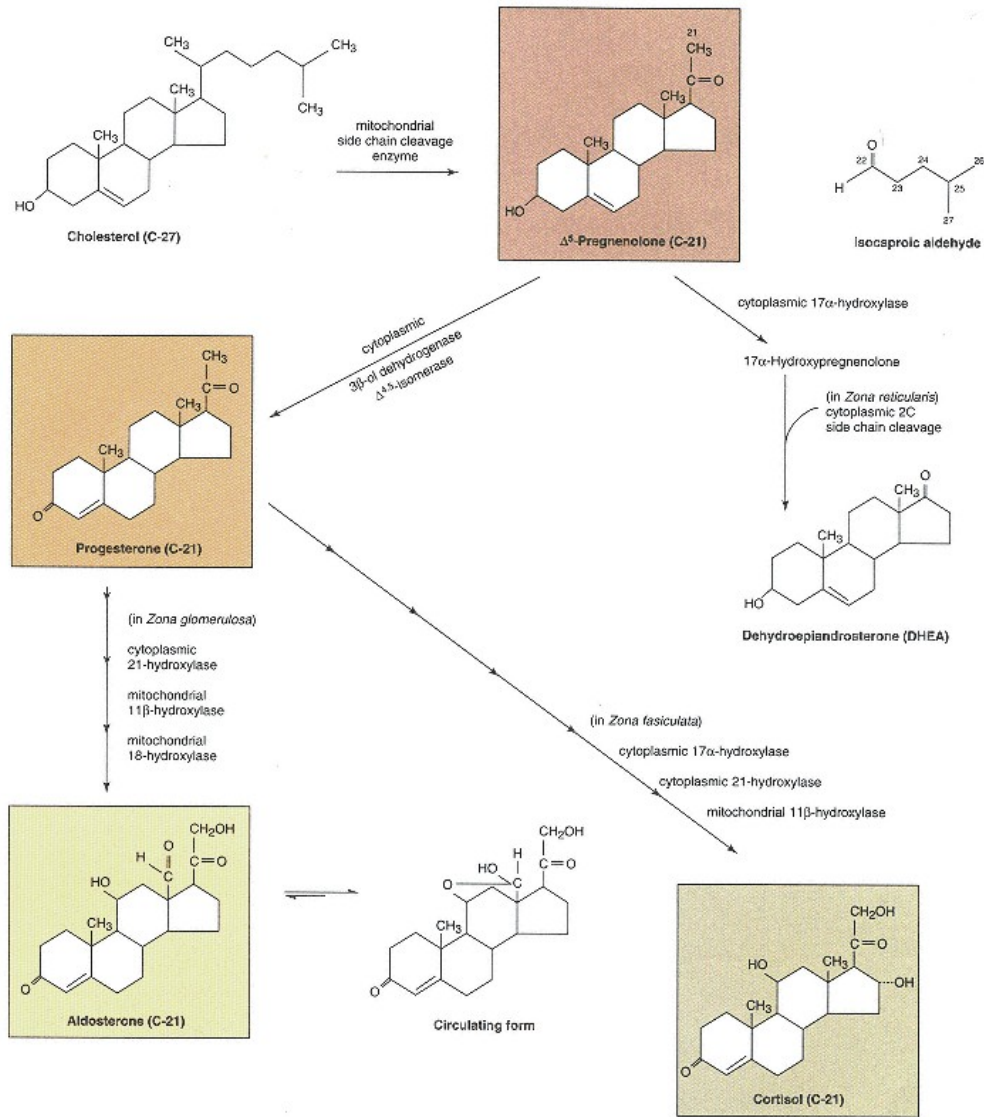 CH₃
CH₃
CH₃
CH₃
CH₃
HO
Cholesterol (C-27)
mitochondrial
side chain cleavage
enzyme
21
CH₃
C=O
CH₃
CH₃
HO
Δ⁵-Pregnenolone (C-21)
O
22
24
26
H
23
25
27
Isocaproic aldehyde
cytoplasmic
3β-ol dehydrogenase
Δ⁴,⁵-isomerase
cytoplasmic 17α-hydroxylase
17α-Hydroxypregnenolone
(in Zona reticularis)
cytoplasmic 2C
side chain cleavage
CH₃
C=O
CH₃
CH₃
O
Progesterone (C-21)
O
CH₃
CH₃
HO
Dehydroepiandrosterone (DHEA)
(in Zona glomerulosa)
cytoplasmic
21-hydroxylase
mitochondrial
11β-hydroxylase
mitochondrial
18-hydroxylase
(in Zona fasiculata)
cytoplasmic 17α-hydroxylase
cytoplasmic 21-hydroxylase
mitochondrial 11β-hydroxylase
CH₂OH
O
H
C
C=O
HO
CH₃
O
Aldosterone (C-21)
CH₂OH
H
C=O
HO
C
O
CH₃
O
Circulating form
CH₂OH
C=O
CH₃
HO
OH
CH₃
O
Cortisol (C-21)